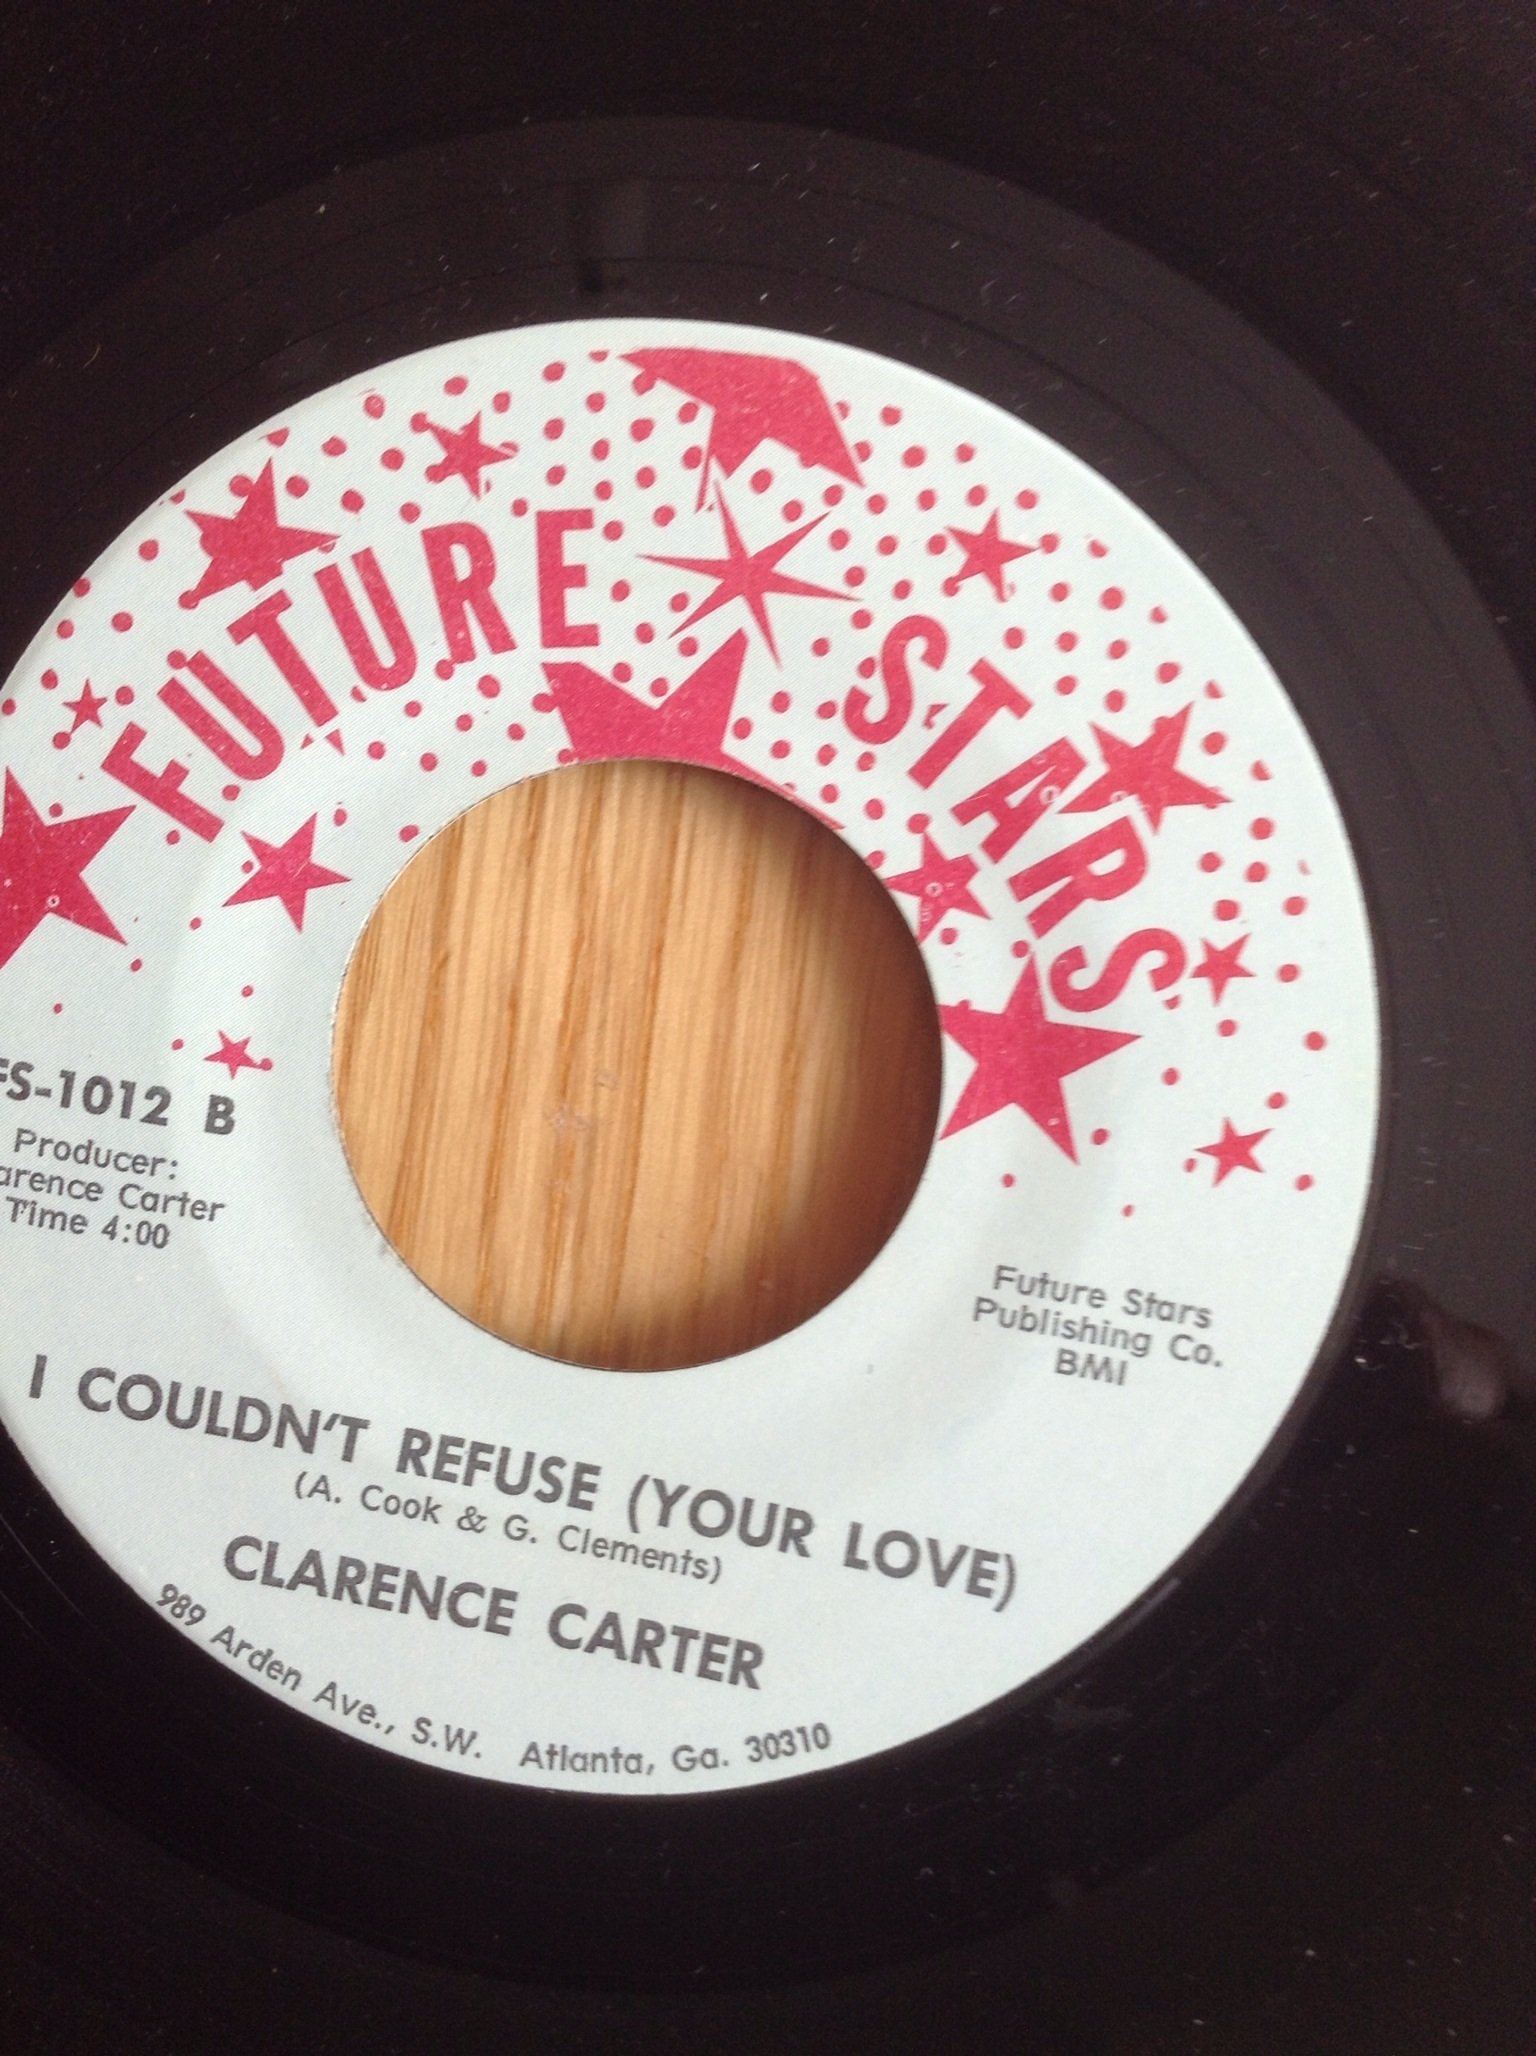 FUTURE STARS
FS-1012 B
Producer:
arence Carter
Time 4:00
Future Stars
Publishing Co.
BMI
I COULDN'T REFUSE (YOUR LOVE)
(A. Cook & G. Clements)
CLARENCE CARTER
989 Arden Ave., S.W. Atlanta, Ga. 30310